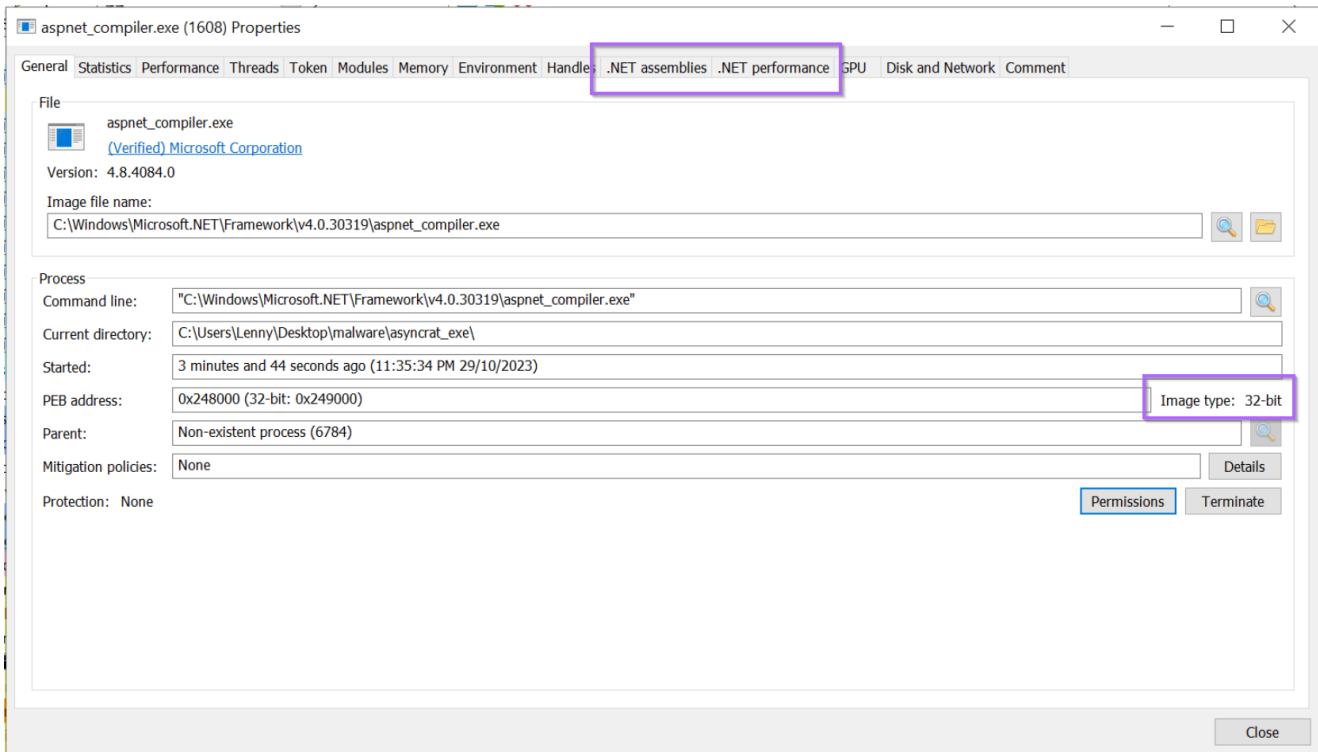 aspnet_compiler.exe (1608) Properties
General Statistics Performance Threads Token Modules Memory Environment Handles .NET assemblies .NET performance GPU Disk and Network Comment
File
aspnet_compiler.exe
(Verified) Microsoft Corporation
Version: 4.8.4084.0
Image file name:
C:\Windows\Microsoft.NET\Framework\v4.0.30319\aspnet_compiler.exe
Process
Command line: "C:\Windows\Microsoft.NET\Framework\v4.0.30319\aspnet_compiler.exe"
Current directory: C:\Users\Lenny\Desktop\malware\asyncrat_exe\
Started: 3 minutes and 44 seconds ago (11:35:34 PM 29/10/2023)
PEB address: 0x248000 (32-bit: 0x249000) Image type: 32-bit
Parent: Non-existent process (6784)
Mitigation policies: None Details
Protection: None Permissions Terminate
Close